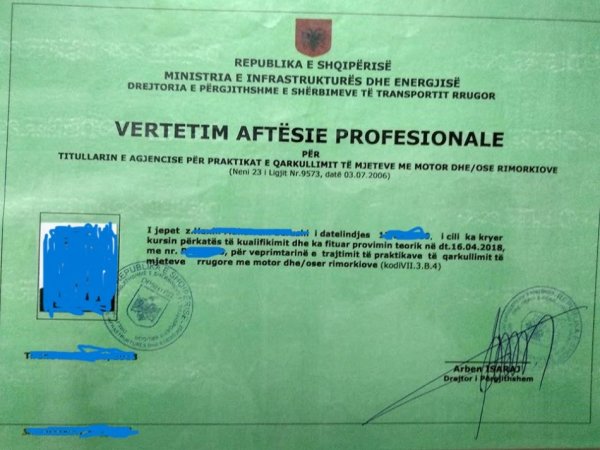 REPUBLIKA E SHQIPËRISË
MINISTRIA E INFRASTRUKTURËS DHE ENERGJISË
DREJTORIA E PËRGJITHSHME E SHËRBIMEVE TË TRANSPORTIT RRUGOR
VERTETIM AFTËSIE PROFESIONALE
PËR
TITULLARIN E AGJENCISE PËR PRAKTIKAT E QARKULLIMIT TË MJETEVE ME MOTOR DHE/OSE RIMORKIOVE
(Neni 23 i Ligjit Nr.9573, datë 03.07.2006)
I jepet z. i datelindjes , i cili ka kryer
kursin përkatës të kualifikimit dhe ka fituar provimin teorik në dt.16.04.2018,
me nr. , për veprimtarinë e trajtimit të praktikave të qarkullimit të
mjeteve rrugore me motor dhe/oser rimorkiove (kodiVII.3.B.4)
REPUBLIKA E SHQIPERISE
Arben ISARAJ
Drejtor i Përgjithshem